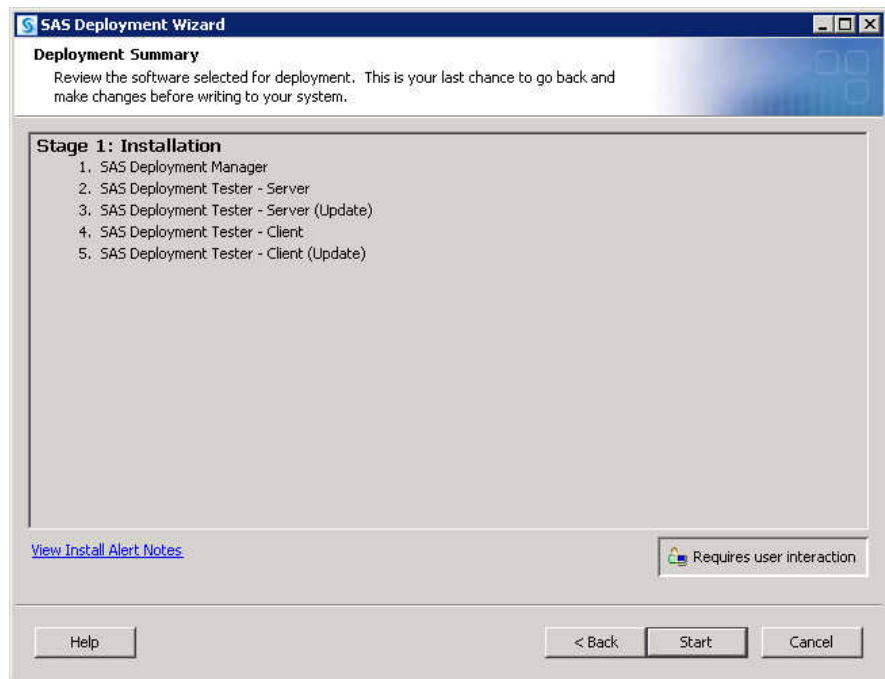 SAS Deployment Wizard
Deployment Summary
Review the software selected for deployment. This is your last chance to go back and
make changes before writing to your system.
Stage 1: Installation
1. SAS Deployment Manager
2. SAS Deployment Tester - Server
3. SAS Deployment Tester - Server (Update)
4. SAS Deployment Tester - Client
5. SAS Deployment Tester - Client (Update)
View Install Alert Notes
Requires user interaction
Help
< Back
Start
Cancel